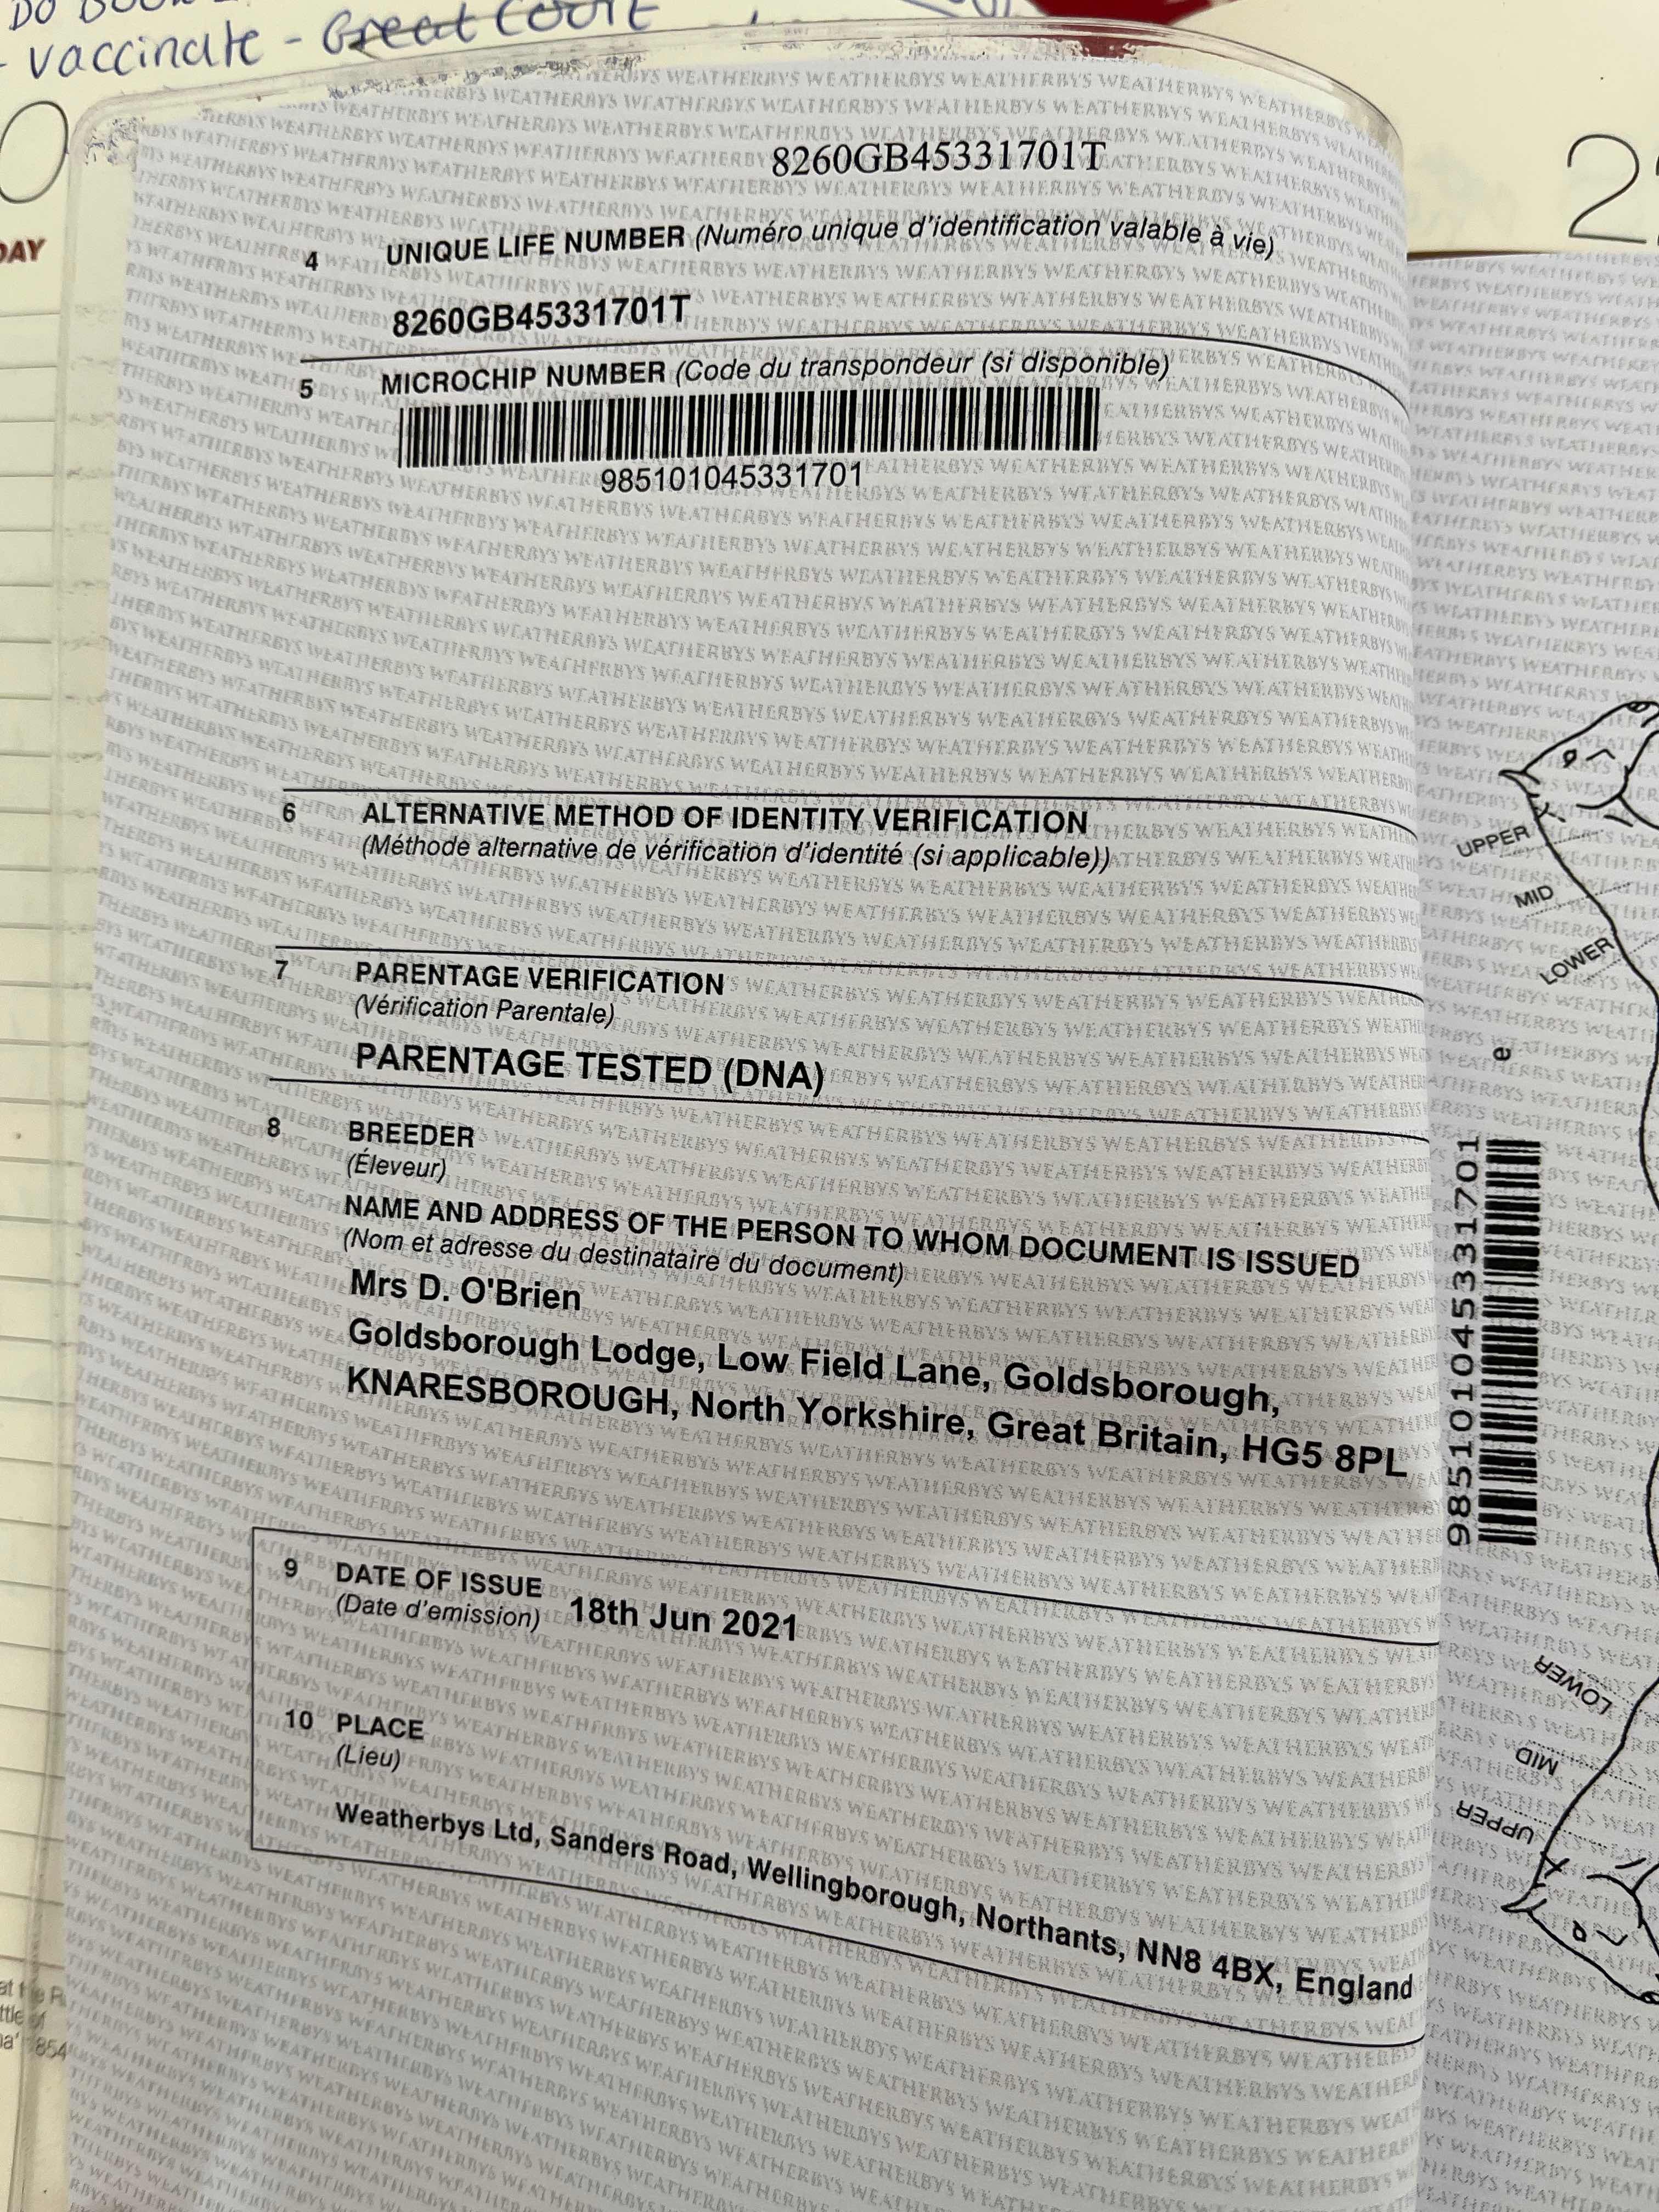 DO BOOK
- vaccinate - Great Court
DAY
8260GB45331701T
4 UNIQUE LIFE NUMBER (Numéro unique d'identification valable à vie)
8260GB45331701T
5 MICROCHIP NUMBER (Code du transpondeur (si disponible)
985101045331701
6 ALTERNATIVE METHOD OF IDENTITY VERIFICATION
(Méthode alternative de vérification d'identité (si applicable))
7 PARENTAGE VERIFICATION
(Vérification Parentale)
PARENTAGE TESTED (DNA)
8 BREEDER
(Éleveur)
NAME AND ADDRESS OF THE PERSON TO WHOM DOCUMENT IS ISSUED
(Nom et adresse du destinataire du document)
Mrs D. O'Brien
Goldsborough Lodge, Low Field Lane, Goldsborough,
KNARESBOROUGH, North Yorkshire, Great Britain, HG5 8PL
9 DATE OF ISSUE
(Date d'emission) 18th Jun 2021
10 PLACE
(Lieu)
Weatherbys Ltd, Sanders Road, Wellingborough, Northants, NN8 4BX, England
UPPER
MID
LOWER
e
985101045331701
LOWER
MID
UPPER
WEATHERBYS